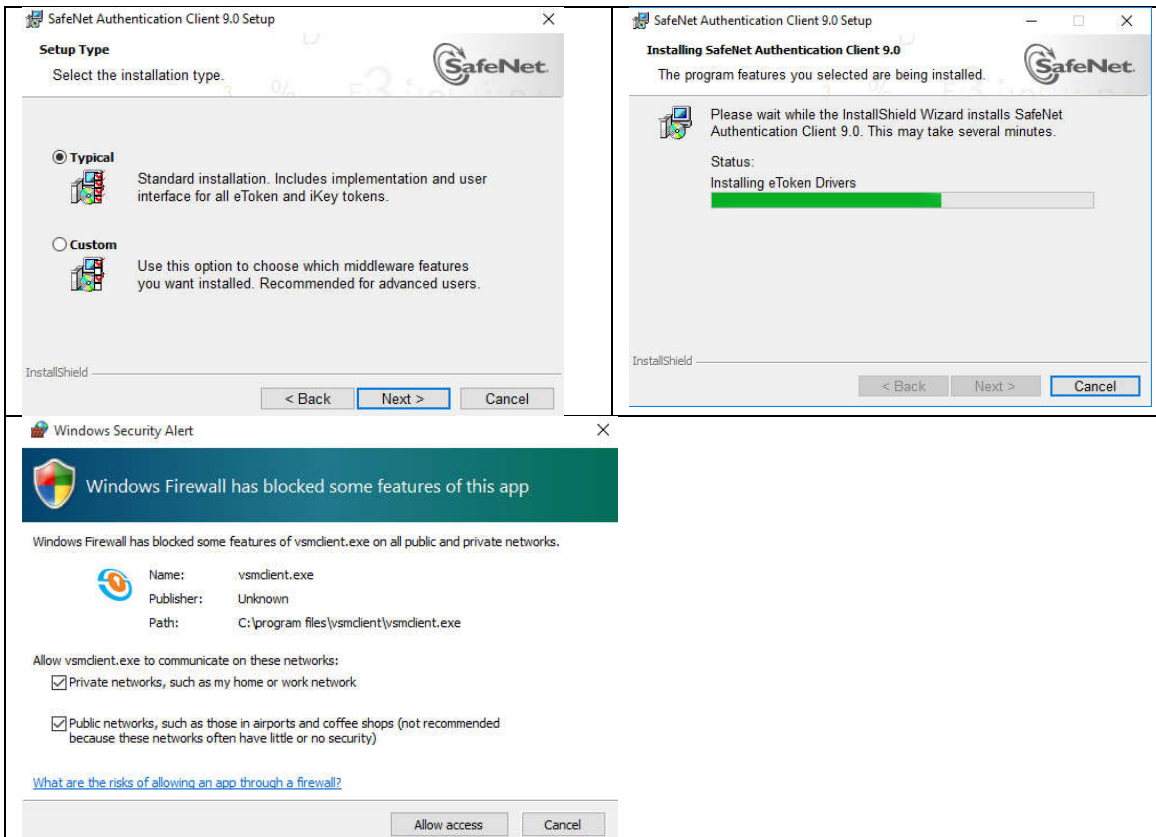 SafeNet Authentication Client 9.0 Setup
Setup Type
Select the installation type.
SafeNet.
Typical
Standard installation. Includes implementation and user
interface for all eToken and iKey tokens.
Custom
Use this option to choose which middleware features
you want installed. Recommended for advanced users.
InstallShield
< Back
Next >
Cancel
SafeNet Authentication Client 9.0 Setup
Installing SafeNet Authentication Client 9.0
The program features you selected are being installed.
SafeNet.
Please wait while the InstallShield Wizard installs SafeNet
Authentication Client 9.0. This may take several minutes.
Status:
Installing eToken Drivers
InstallShield
< Back
Next >
Cancel
Windows Security Alert
Windows Firewall has blocked some features of this app
Windows Firewall has blocked some features of vsmclient.exe on all public and private networks.
Name: vsmclient.exe
Publisher: Unknown
Path: C:\program files\vsmclient\vsmclient.exe
Allow vsmclient.exe to communicate on these networks:
Private networks, such as my home or work network
Public networks, such as those in airports and coffee shops (not recommended
because these networks often have little or no security)
What are the risks of allowing an app through a firewall?
Allow access
Cancel